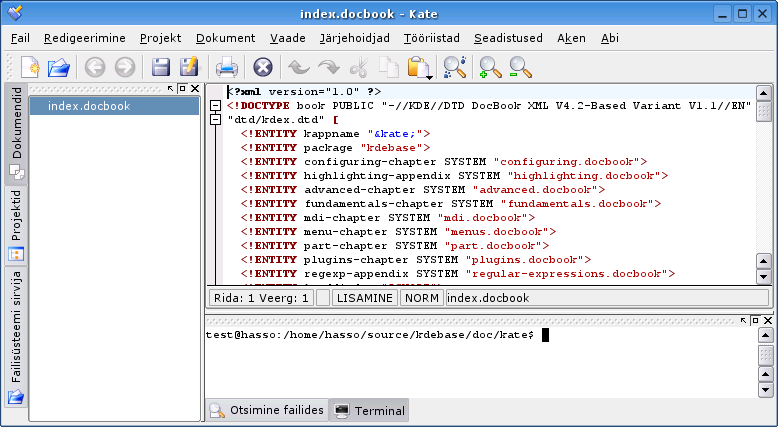 index.docbook - Kate
Fail Redigeerimine Projekt Dokument Vaade Järjehoidjad Tööriistad Seadistused Aken Abi
Dokumendid
Projektid
Failisüsteemi sirvija
index.docbook
<?xml version="1.0" ?>
<!DOCTYPE book PUBLIC "-//KDE//DTD DocBook XML V4.2-Based Variant V1.1//EN"
"dtd/kdex.dtd" [
<!ENTITY kappname "&kate;">
<!ENTITY package "kdebase">
<!ENTITY configuring-chapter SYSTEM "configuring.docbook">
<!ENTITY highlighting-appendix SYSTEM "highlighting.docbook">
<!ENTITY advanced-chapter SYSTEM "advanced.docbook">
<!ENTITY fundamentals-chapter SYSTEM "fundamentals.docbook">
<!ENTITY mdi-chapter SYSTEM "mdi.docbook">
<!ENTITY menu-chapter SYSTEM "menus.docbook">
<!ENTITY part-chapter SYSTEM "part.docbook">
<!ENTITY plugins-chapter SYSTEM "plugins.docbook">
<!ENTITY regexp-appendix SYSTEM "regular-expressions.docbook">
Rida: 1 Veerg: 1 LISAMINE NORM index.docbook
test@hasso:/home/hasso/source/kdebase/doc/kate$
Otsimine failides Terminal